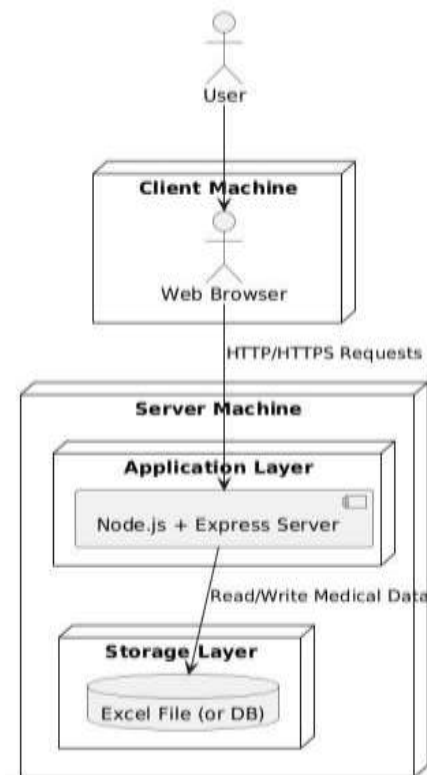 User
Client Machine
Web Browser
HTTP/HTTPS Requests
Server Machine
Application Layer
Node.js + Express Server
Read/Write Medical Data
Storage Layer
Excel File (or DB)